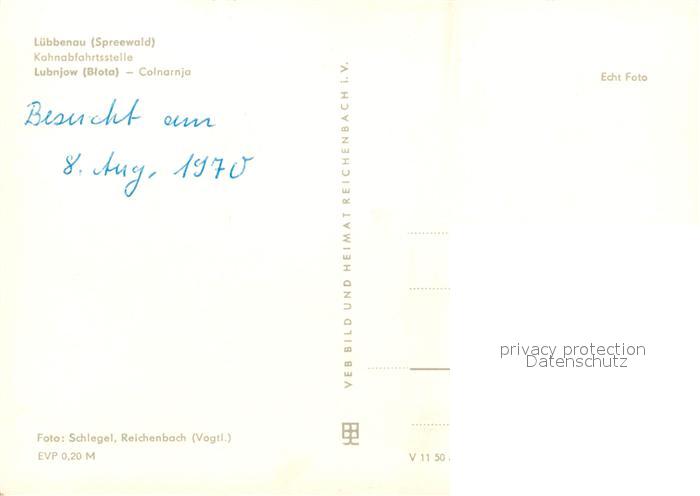 Lübbenau (Spreewald)
Kahnabfahrtsstelle
Lubnjow (Błota) – Colnarnja
Echt Foto
Besucht am
8. Aug. 1970
VEB BILD UND HEIMAT REICHENBACH i. V.
privacy protection
Datenschutz
Foto: Schlegel, Reichenbach (Vogtl.)
EVP 0,20 M
V 11 50